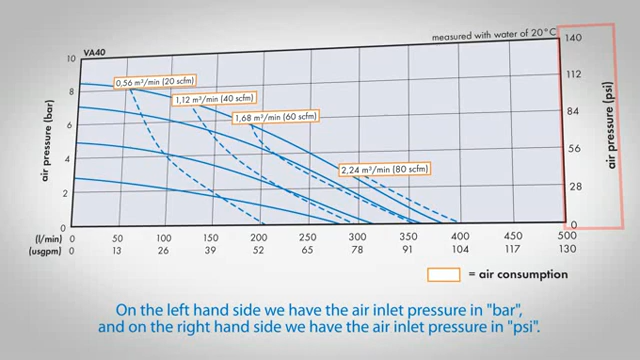 measured with water of 20°C
VA40
10
8
6
4
2
0
air pressure (bar)
0,56 m³/min (20 scfm)
1,12 m³/min (40 scfm)
1,68 m³/min (60 scfm)
2,24 m³/min (80 scfm)
140
112
84
56
28
0
air pressure (psi)
(l/min) 0 50 100 150 200 250 300 350 400 450 500
(usgpm) 0 13 26 39 52 65 78 91 104 117 130
= air consumption
On the left hand side we have the air inlet pressure in "bar",
and on the right hand side we have the air inlet pressure in "psi".